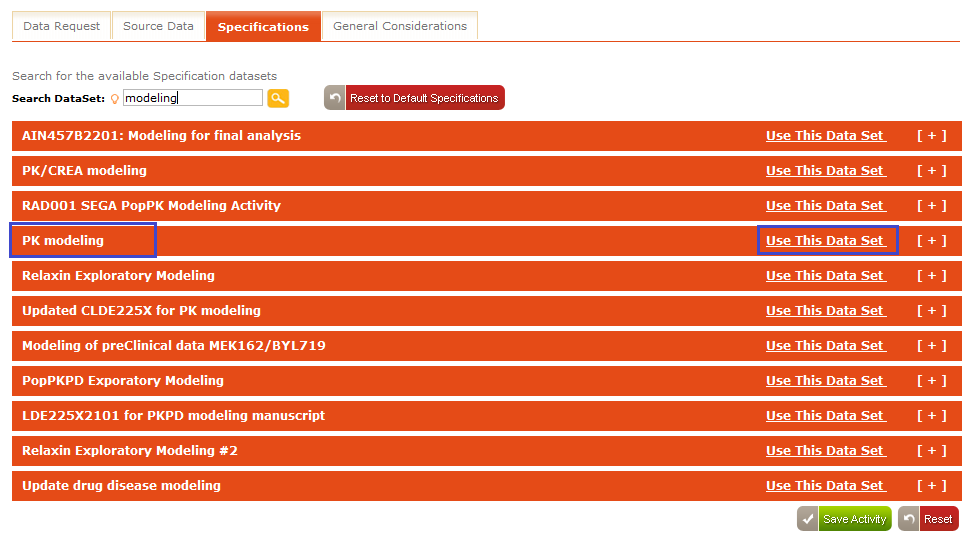 Data Request Source Data Specifications General Considerations
Search for the available Specification datasets
Search DataSet: modeling Reset to Default Specifications
AIN457B2201: Modeling for final analysis Use This Data Set [ + ]
PK/CREA modeling Use This Data Set [ + ]
RAD001 SEGA PopPK Modeling Activity Use This Data Set [ + ]
PK modeling Use This Data Set [ + ]
Relaxin Exploratory Modeling Use This Data Set [ + ]
Updated CLDE225X for PK modeling Use This Data Set [ + ]
Modeling of preClinical data MEK162/BYL719 Use This Data Set [ + ]
PopPKPD Exporatory Modeling Use This Data Set [ + ]
LDE225X2101 for PKPD modeling manuscript Use This Data Set [ + ]
Relaxin Exploratory Modeling #2 Use This Data Set [ + ]
Update drug disease modeling Use This Data Set [ + ]
Save Activity Reset